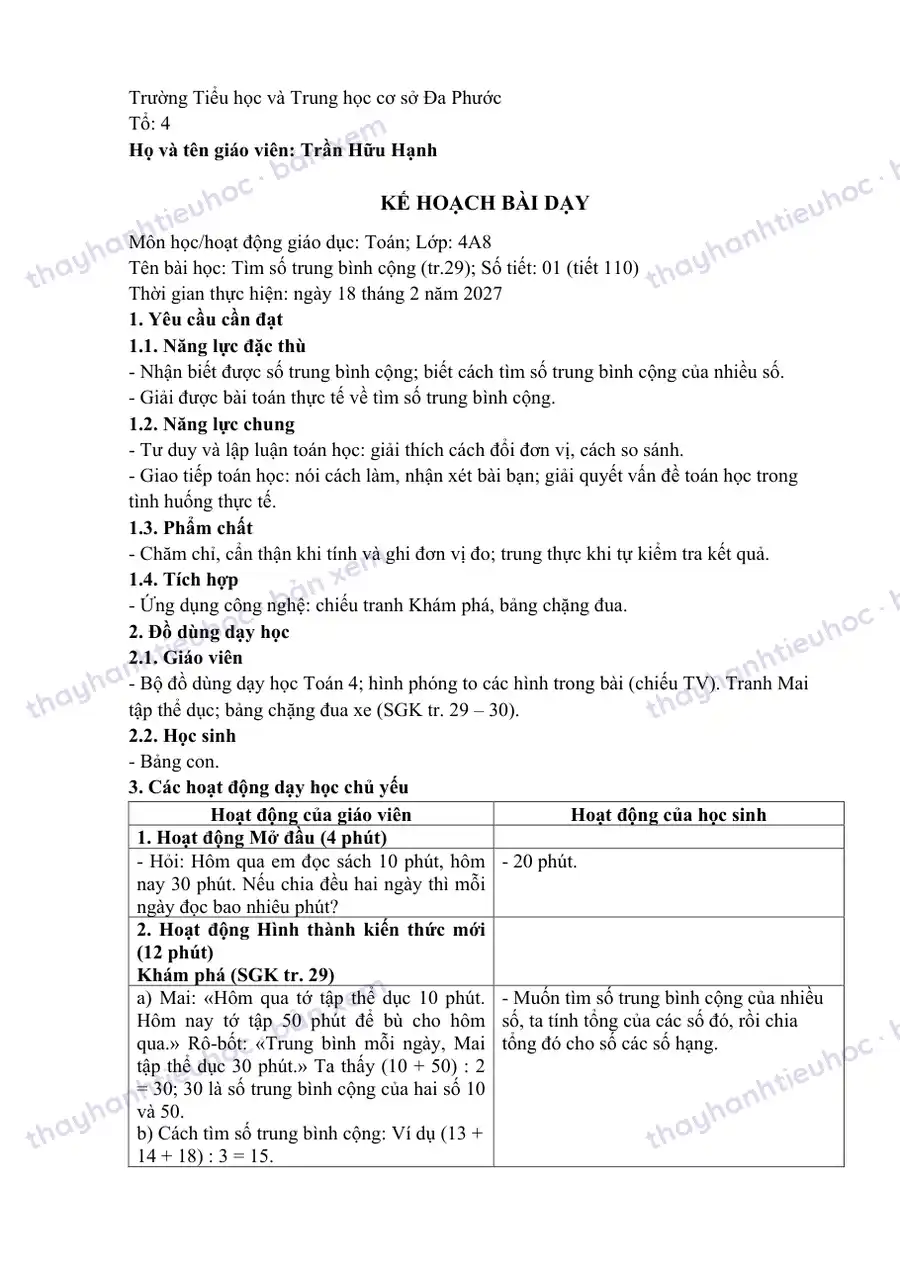 Trường Tiểu học và Trung học cơ sở Đa Phước
Tổ: 4
Họ và tên giáo viên: Trần Hữu Hạnh
KẾ HOẠCH BÀI DẠY
Môn học/hoạt động giáo dục: Toán; Lớp: 4A8
Tên bài học: Tìm số trung bình cộng (tr.29); Số tiết: 01 (tiết 110)
Thời gian thực hiện: ngày 18 tháng 2 năm 2027
1. Yêu cầu cần đạt
1.1. Năng lực đặc thù
- Nhận biết được số trung bình cộng; biết cách tìm số trung bình cộng của nhiều số.
- Giải được bài toán thực tế về tìm số trung bình cộng.
1.2. Năng lực chung
- Tư duy và lập luận toán học: giải thích cách đổi đơn vị, cách so sánh.
- Giao tiếp toán học: nói cách làm, nhận xét bài bạn; giải quyết vấn đề toán học trong
tình huống thực tế.
1.3. Phẩm chất
- Chăm chỉ, cẩn thận khi tính và ghi đơn vị đo; trung thực khi tự kiểm tra kết quả.
1.4. Tích hợp
- Ứng dụng công nghệ: chiếu tranh Khám phá, bảng chặng đua.
2. Đồ dùng dạy học
2.1. Giáo viên
- Bộ đồ dùng dạy học Toán 4; hình phóng to các hình trong bài (chiếu TV). Tranh Mai
tập thể dục; bảng chặng đua xe (SGK tr. 29 – 30).
2.2. Học sinh
- Bảng con.
3. Các hoạt động dạy học chủ yếu
Hoạt động của giáo viên
Hoạt động của học sinh
1. Hoạt động Mở đầu (4 phút)
- Hỏi: Hôm qua em đọc sách 10 phút, hôm
nay 30 phút. Nếu chia đều hai ngày thì mỗi
ngày đọc bao nhiêu phút?
- 20 phút.
2. Hoạt động Hình thành kiến thức mới
(12 phút)
Khám phá (SGK tr. 29)
a) Mai: «Hôm qua tớ tập thể dục 10 phút.
Hôm nay tớ tập 50 phút để bù cho hôm
qua.» Rô-bốt: «Trung bình mỗi ngày, Mai
tập thể dục 30 phút.» Ta thấy (10 + 50) : 2
= 30; 30 là số trung bình cộng của hai số 10
và 50.
b) Cách tìm số trung bình cộng: Ví dụ (13 +
14 + 18) : 3 = 15.
- Muốn tìm số trung bình cộng của nhiều
số, ta tính tổng của các số đó, rồi chia
tổng đó cho số các số hạng.
thayhanhtieuhoc · bản xem
thayhanhtieuhoc · b
thayhanhtieuhoc · bản xem
thayhanhtieuhoc · b
thayhanhtieuhoc · bản xem
thayhanhtieuhoc · b